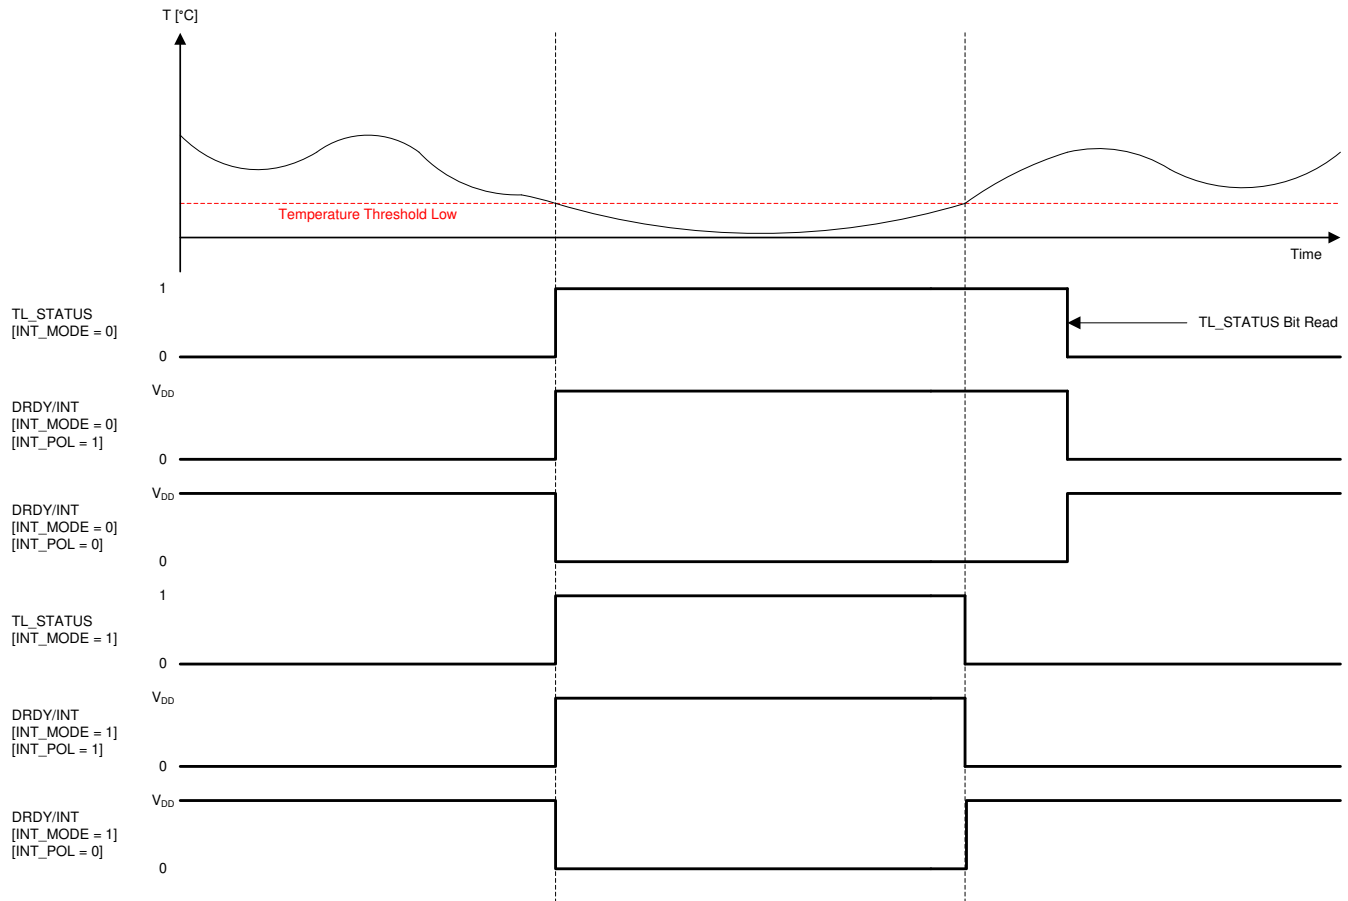 T [°C]
Temperature Threshold Low
Time
1
TL_STATUS
[INT_MODE = 0]
TL_STATUS Bit Read
0
VDD
DRDY/INT
[INT_MODE = 0]
[INT_POL = 1]
0
VDD
DRDY/INT
[INT_MODE = 0]
[INT_POL = 0]
0
1
TL_STATUS
[INT_MODE = 1]
0
VDD
DRDY/INT
[INT_MODE = 1]
[INT_POL = 1]
0
VDD
DRDY/INT
[INT_MODE = 1]
[INT_POL = 0]
0